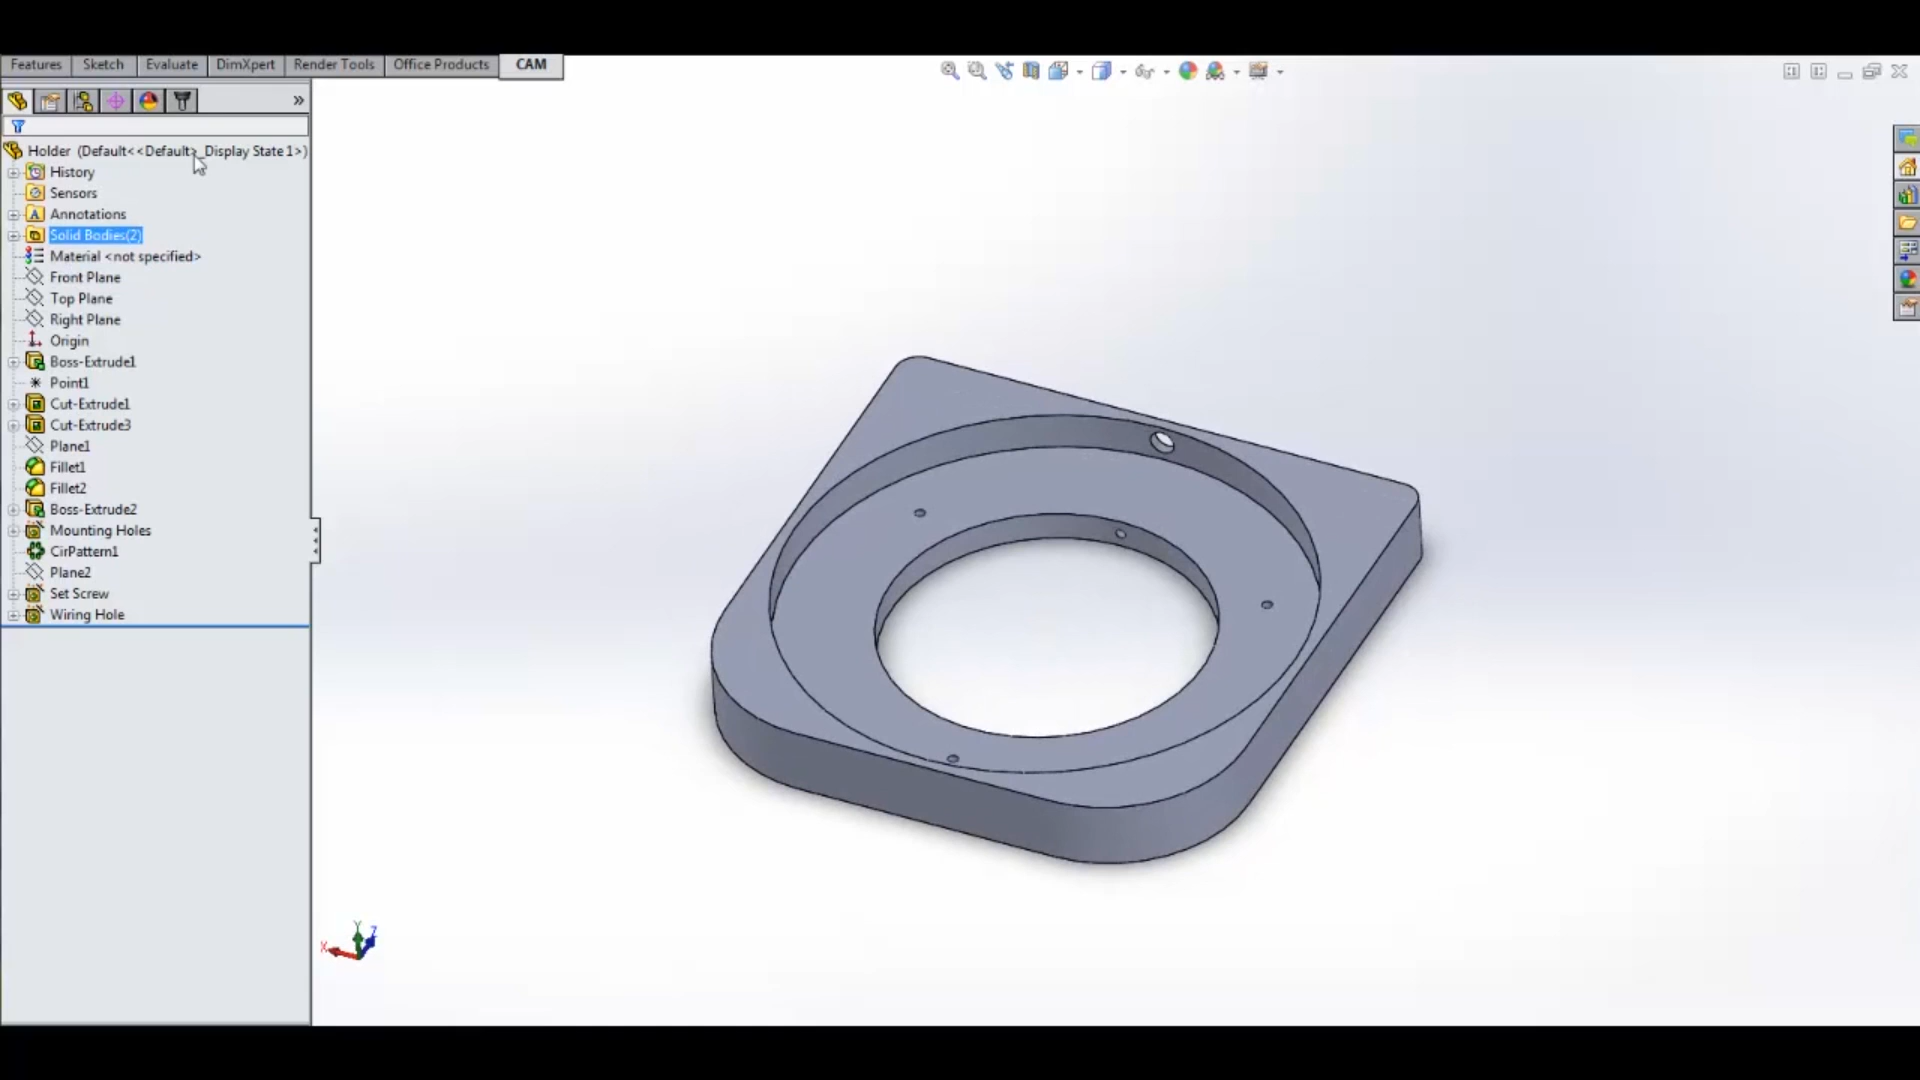 Features Sketch Evaluate DimXpert Render Tools Office Products CAM
Holder (Default<<Default>_Display State 1>)
History
Sensors
A Annotations
Solid Bodies(2)
Material <not specified>
Front Plane
Top Plane
Right Plane
Origin
Boss-Extrude1
Point1
Cut-Extrude1
Cut-Extrude3
Plane1
Fillet1
Fillet2
Boss-Extrude2
Mounting Holes
CirPattern1
Plane2
Set Screw
Wiring Hole
Y
X Z